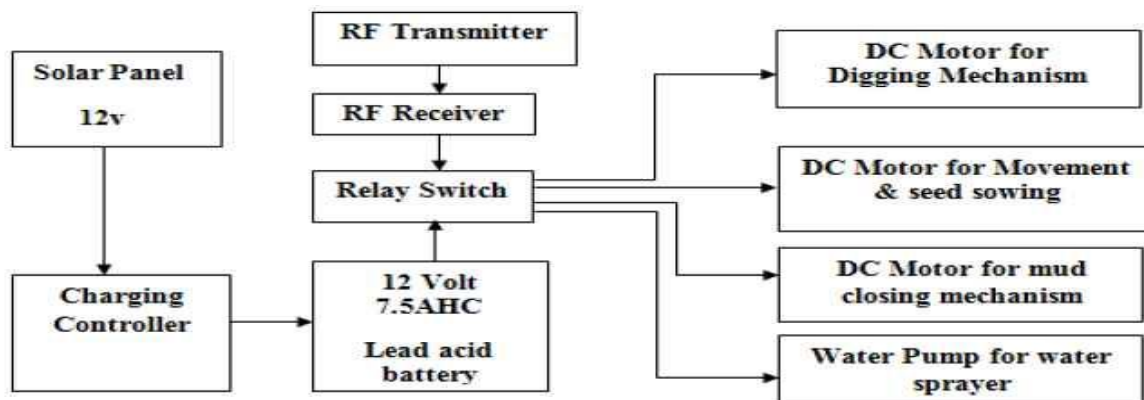 Solar Panel
12v
Charging
Controller
RF Transmitter
RF Receiver
Relay Switch
12 Volt
7.5AHC
Lead acid
battery
DC Motor for
Digging Mechanism
DC Motor for Movement
& seed sowing
DC Motor for mud
closing mechanism
Water Pump for water
sprayer